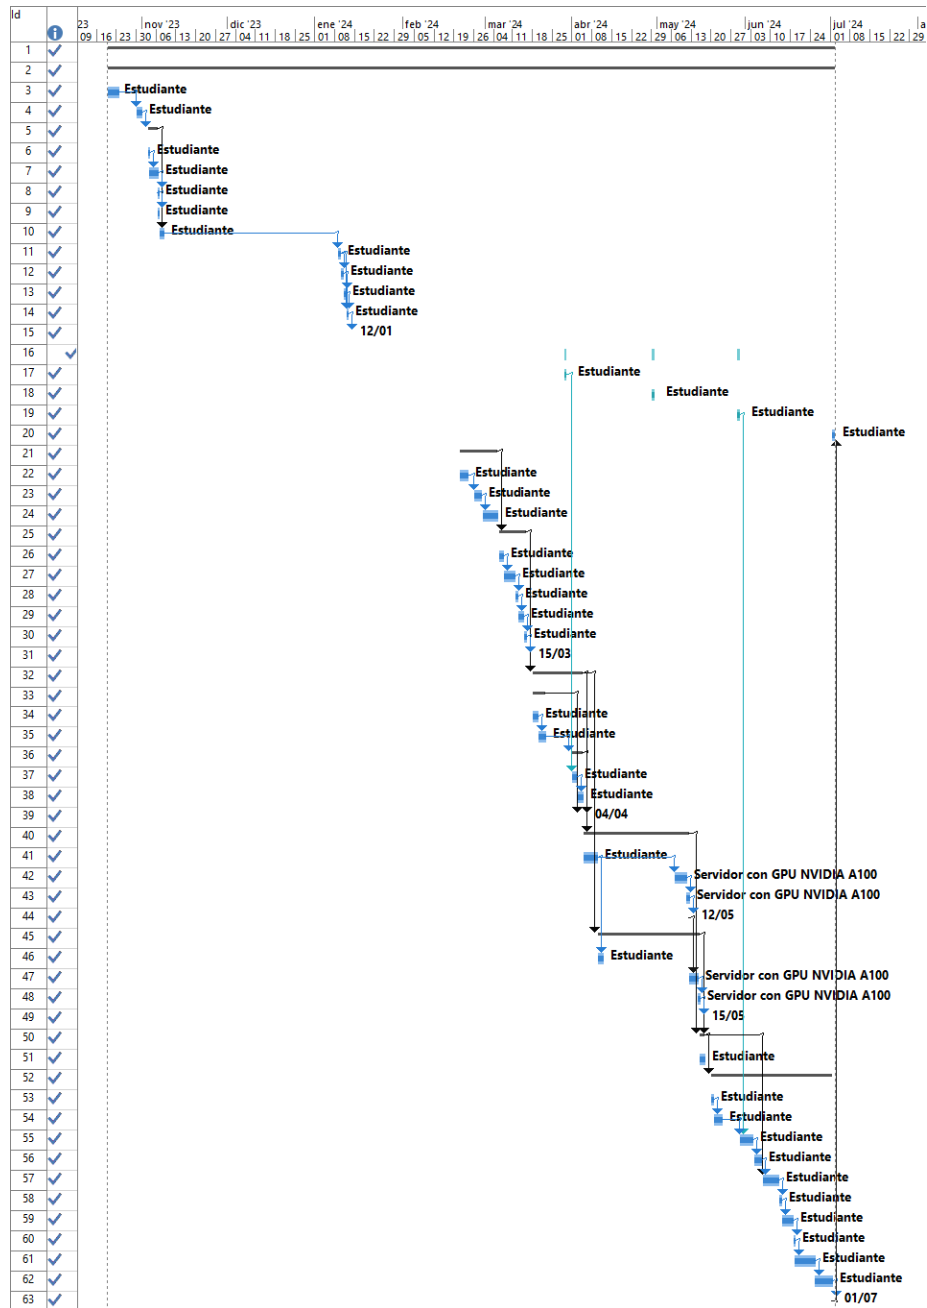 Id
23 nov '23 dic '23 ene '24 feb '24 mar '24 abr '24 may '24 jun '24 jul '24 a
09 16 23 30 06 13 20 27 04 11 18 25 01 08 15 22 29 05 12 19 26 04 11 18 25 01 08 15 22 29 06 13 20 27 03 10 17 24 01 08 15 22 29
1
2
3 Estudiante
4 Estudiante
5
6 Estudiante
7 Estudiante
8 Estudiante
9 Estudiante
10 Estudiante
11 Estudiante
12 Estudiante
13 Estudiante
14 Estudiante
15 12/01
16
17 Estudiante
18 Estudiante
19 Estudiante
20 Estudiante
21
22 Estudiante
23 Estudiante
24 Estudiante
25
26 Estudiante
27 Estudiante
28 Estudiante
29 Estudiante
30 Estudiante
31 15/03
32
33
34 Estudiante
35 Estudiante
36
37 Estudiante
38 Estudiante
39 04/04
40
41 Estudiante
42 Servidor con GPU NVIDIA A100
43 Servidor con GPU NVIDIA A100
44 12/05
45
46 Estudiante
47 Servidor con GPU NVIDIA A100
48 Servidor con GPU NVIDIA A100
49 15/05
50
51 Estudiante
52
53 Estudiante
54 Estudiante
55 Estudiante
56 Estudiante
57 Estudiante
58 Estudiante
59 Estudiante
60 Estudiante
61 Estudiante
62 Estudiante
63 01/07